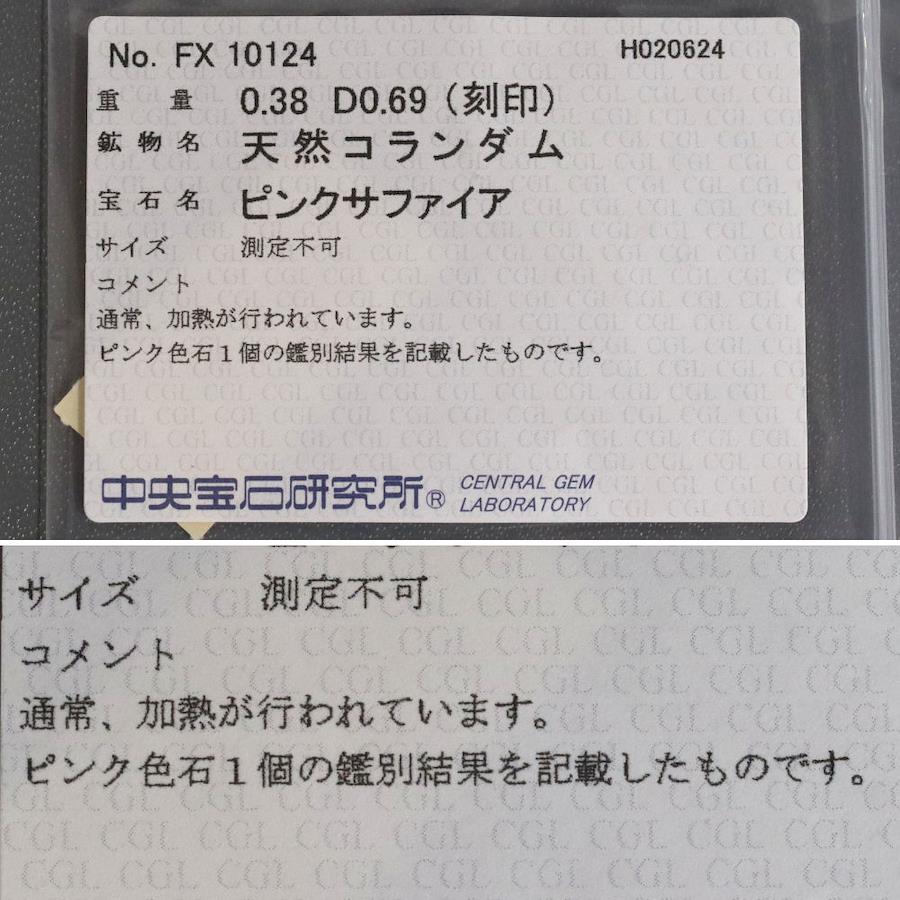 No. FX 10124 H020624
重量 0.38 D0.69（刻印）
鉱物名 天然コランダム
宝石名 ピンクサファイア
サイズ 測定不可
コメント
通常、加熱が行われています。
ピンク色石１個の鑑別結果を記載したものです。
中央宝石研究所® CENTRAL GEM
LABORATORY
サイズ 測定不可
コメント
通常、加熱が行われています。
ピンク色石１個の鑑別結果を記載したものです。